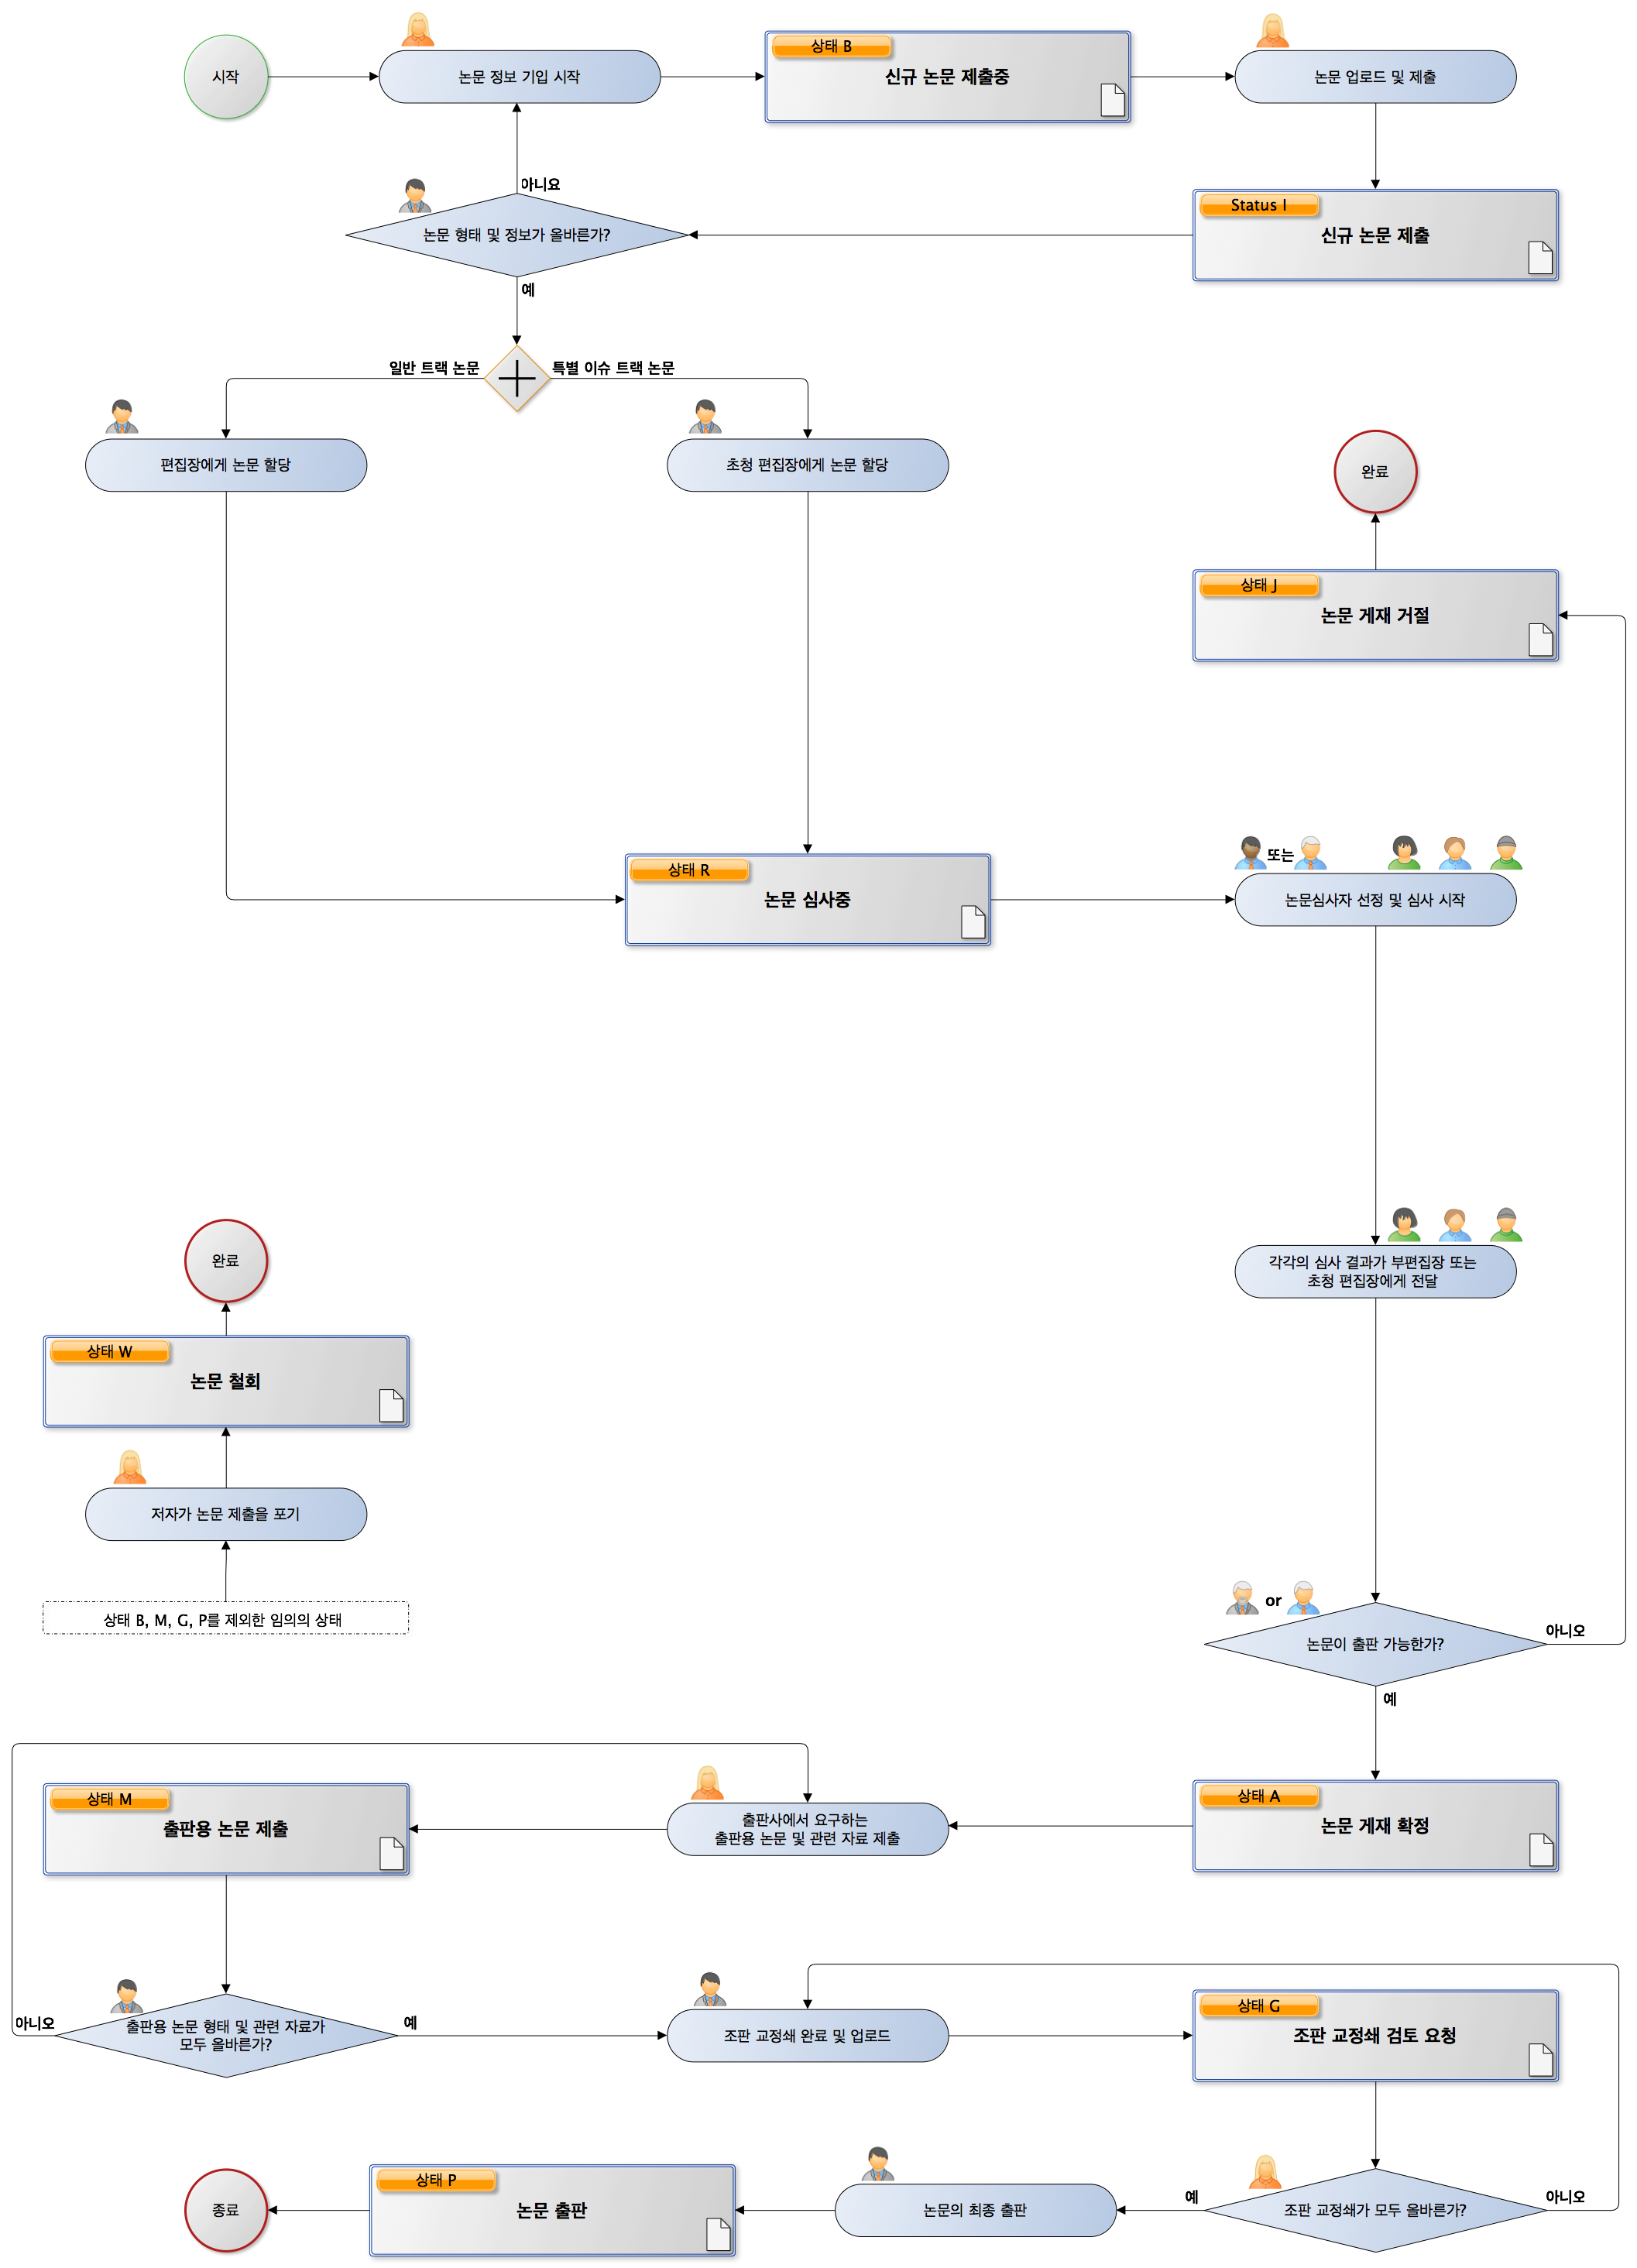 시작
논문 정보 기입 시작
상태 B
신규 논문 제출중
논문 업로드 및 제출
아니요
논문 형태 및 정보가 올바른가?
예
Status I
신규 논문 제출
일반 트랙 논문
특별 이슈 트랙 논문
편집장에게 논문 할당
초청 편집장에게 논문 할당
완료
상태 J
논문 게재 거절
상태 R
논문 심사중
또는
논문심사자 선정 및 심사 시작
각각의 심사 결과가 부편집장 또는
초청 편집장에게 전달
완료
상태 W
논문 철회
저자가 논문 제출을 포기
상태 B, M, G, P를 제외한 임의의 상태
or
논문이 출판 가능한가?
아니오
예
상태 M
출판용 논문 제출
출판사에서 요구하는
출판용 논문 및 관련 자료 제출
상태 A
논문 게재 확정
아니오
출판용 논문 형태 및 관련 자료가
모두 올바른가?
예
조판 교정쇄 완료 및 업로드
상태 G
조판 교정쇄 검토 요청
종료
상태 P
논문 출판
논문의 최종 출판
예
조판 교정쇄가 모두 올바른가?
아니오